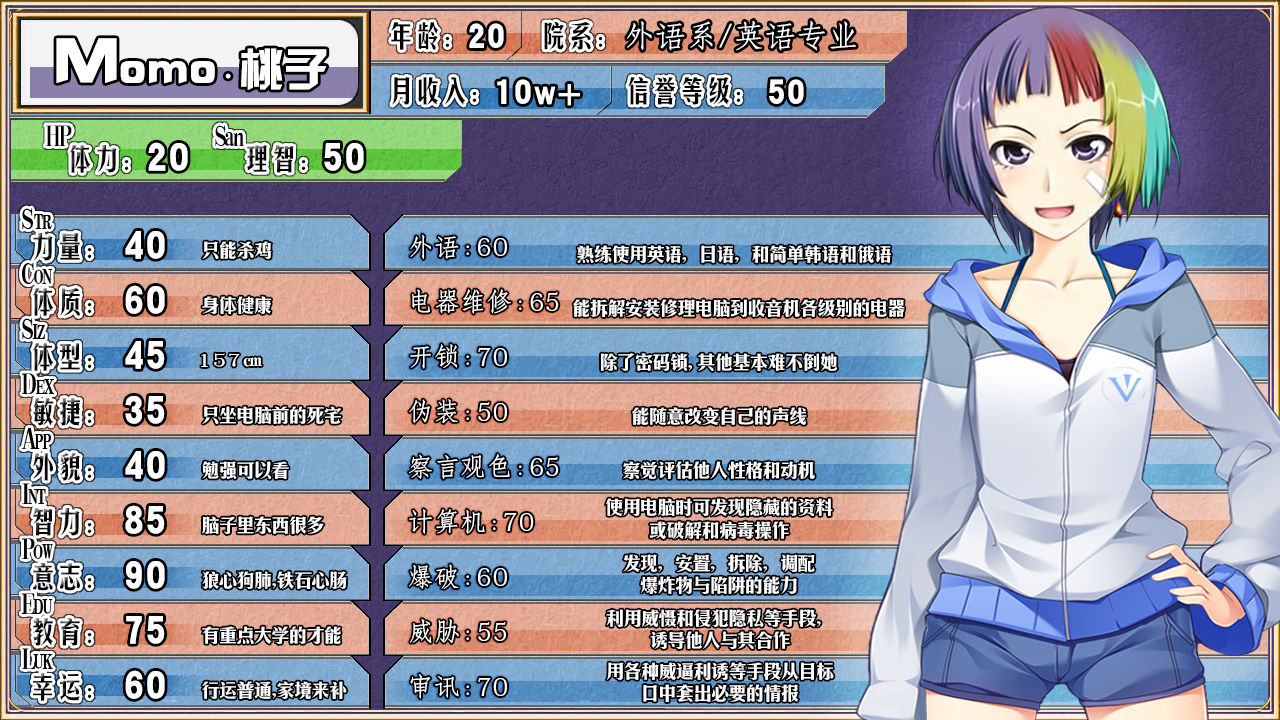 Momo·桃子
年龄：20 院系：外语系/英语专业
月收入：10w+ 信誉等级：50
HP 体力：20 San 理智：50
STR 力量：40 只能杀鸡
CON 体质：60 身体健康
SIZ 体型：45 157cm
DEX 敏捷：35 只坐电脑前的死宅
APP 外貌：40 勉强可以看
INT 智力：85 脑子里东西很多
POW 意志：90 狼心狗肺,铁石心肠
EDU 教育：75 有重点大学的才能
LUK 幸运：60 行运普通,家境来补
外语:60 熟练使用英语，日语，和简单韩语和俄语
电器维修:65 能拆解安装修理电脑到收音机各级别的电器
开锁:70 除了密码锁,其他基本难不倒她
伪装:50 能随意改变自己的声线
察言观色:65 察觉评估他人性格和动机
计算机:70 使用电脑时可发现隐藏的资料
或破解和病毒操作
爆破:60 发现，安置，拆除，调配
爆炸物与陷阱的能力
威胁:55 利用威慑和侵犯隐私等手段,
诱导他人与其合作
审讯:70 用各种威逼利诱等手段从目标
口中套出必要的情报